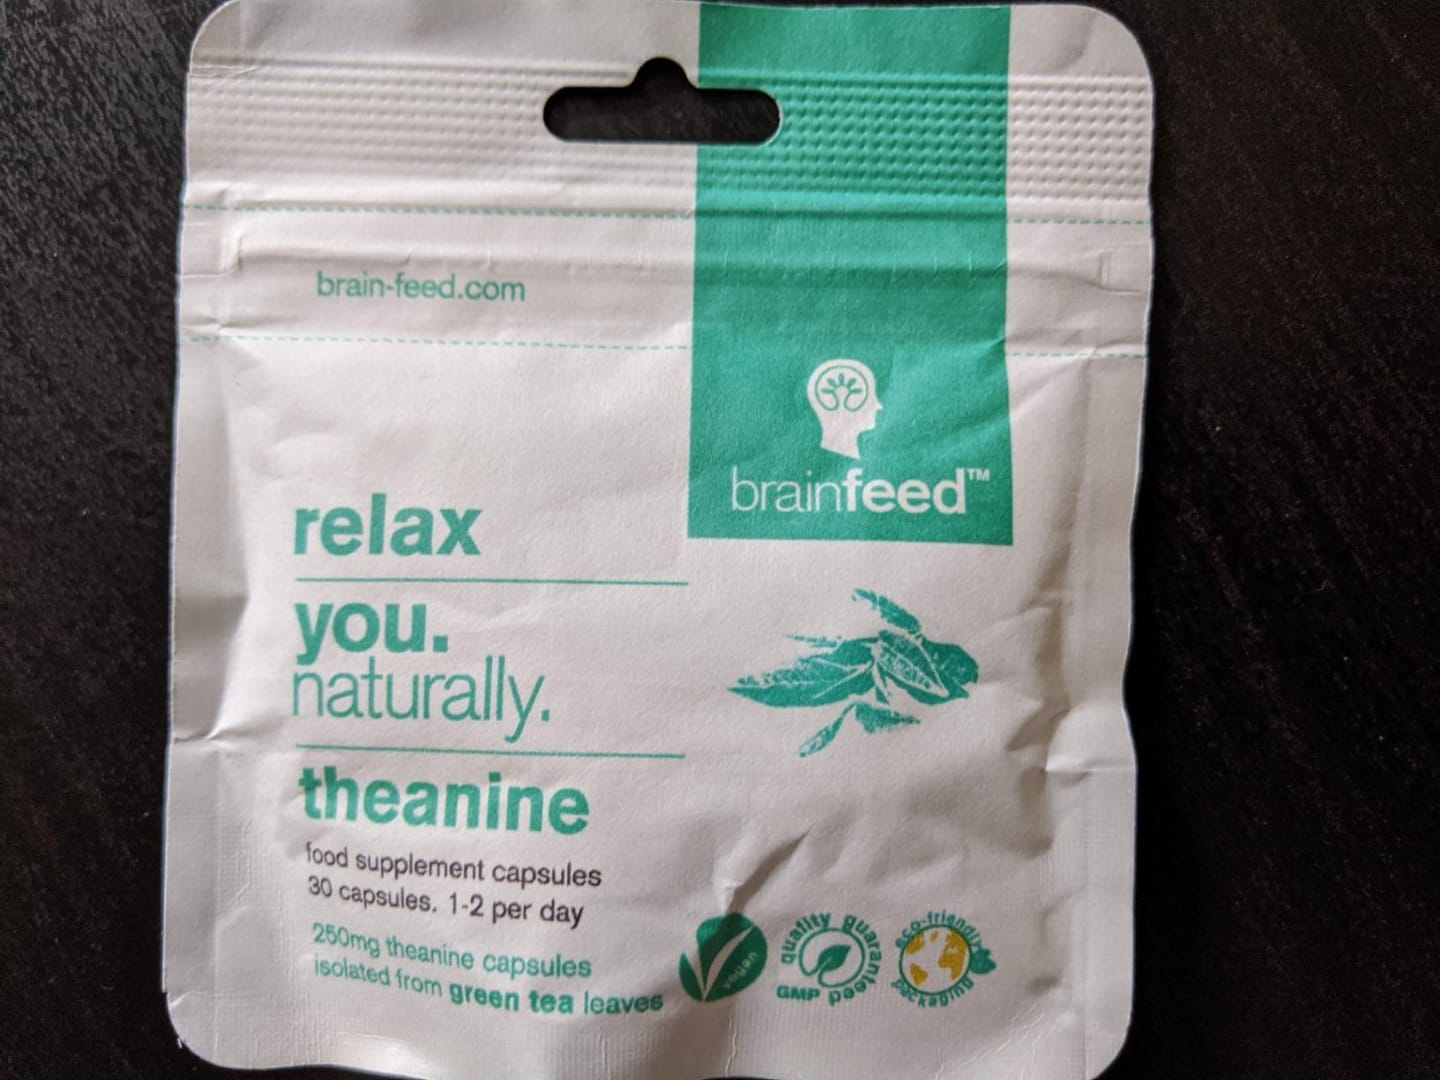 brain-feed.com
brainfeed™
relax
you.
naturally.
theanine
food supplement capsules
30 capsules. 1-2 per day
250mg theanine capsules
isolated from green tea leaves
vegan
quality guaranteed
GMP
eco-friendly
packaging